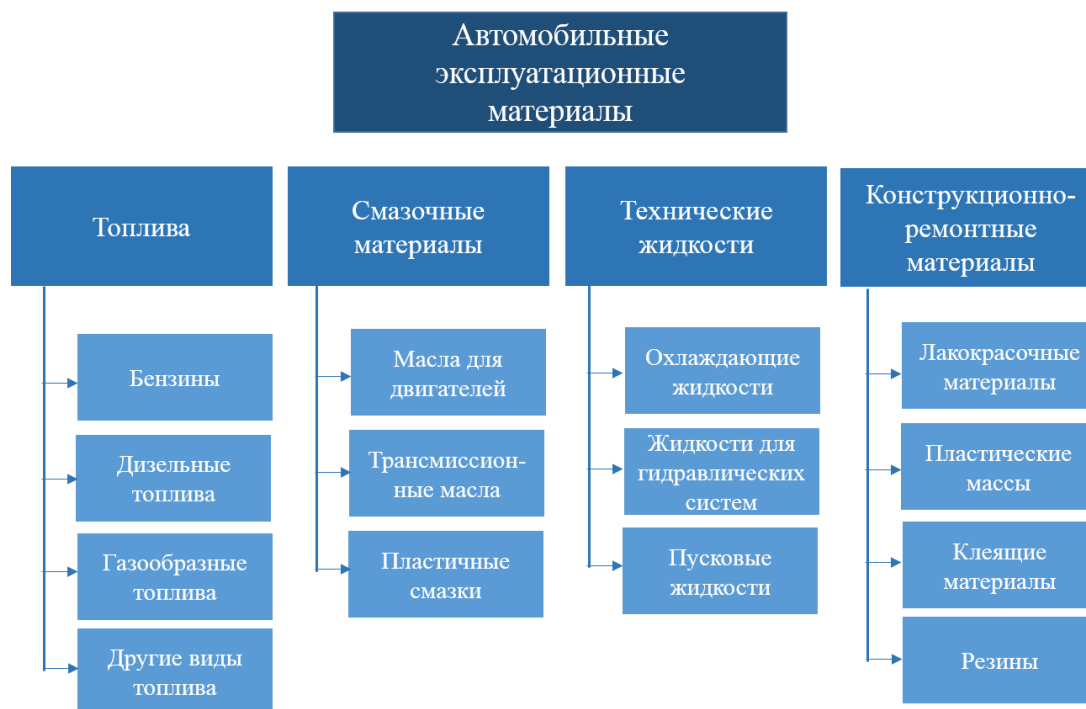 Автомобильные
эксплуатационные
материалы
Топлива
Бензины
Дизельные
топлива
Газообразные
топлива
Другие виды
топлива
Смазочные
материалы
Масла для
двигателей
Трансмиссион-
ные масла
Пластичные
смазки
Технические
жидкости
Охлаждающие
жидкости
Жидкости для
гидравлических
систем
Пусковые
жидкости
Конструкционно-
ремонтные
материалы
Лакокрасочные
материалы
Пластические
массы
Клеящие
материалы
Резины